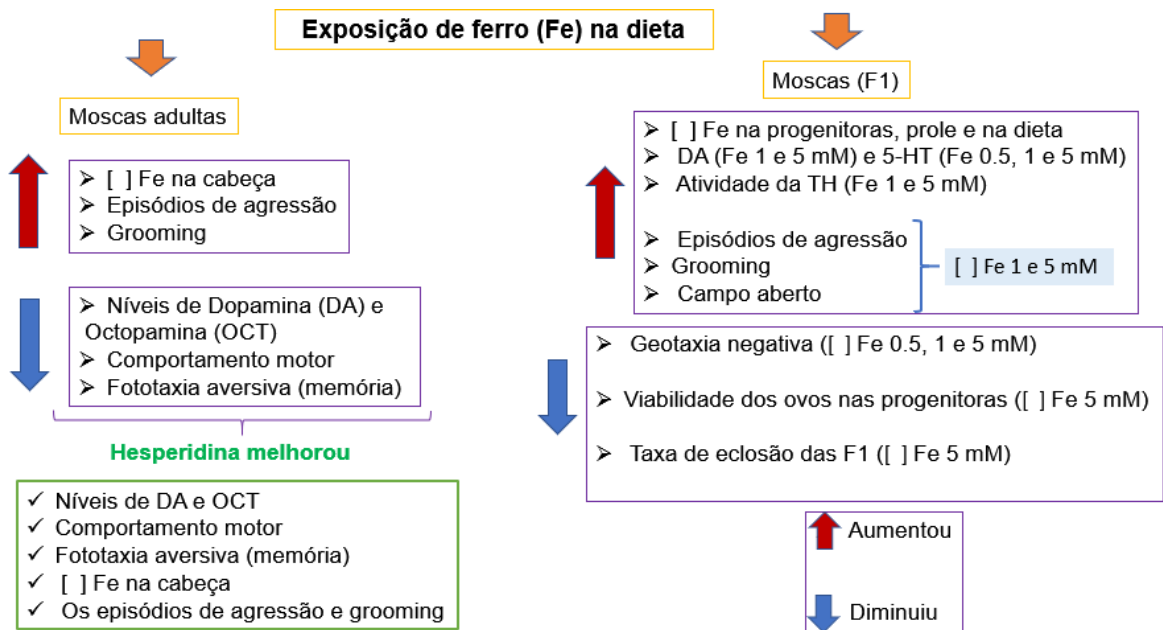 Exposição de ferro (Fe) na dieta
Moscas adultas
➤ [ ] Fe na cabeça
➤ Episódios de agressão
➤ Grooming
➤ Níveis de Dopamina (DA) e
Octopamina (OCT)
➤ Comportamento motor
➤ Fototaxia aversiva (memória)
Hesperidina melhorou
✓ Níveis de DA e OCT
✓ Comportamento motor
✓ Fototaxia aversiva (memória)
✓ [ ] Fe na cabeça
✓ Os episódios de agressão e grooming
Moscas (F1)
➤ [ ] Fe na progenitoras, prole e na dieta
➤ DA (Fe 1 e 5 mM) e 5-HT (Fe 0.5, 1 e 5 mM)
➤ Atividade da TH (Fe 1 e 5 mM)
➤ Episódios de agressão
➤ Grooming
➤ Campo aberto
[ ] Fe 1 e 5 mM
➤ Geotaxia negativa ([ ] Fe 0.5, 1 e 5 mM)
➤ Viabilidade dos ovos nas progenitoras ([ ] Fe 5 mM)
➤ Taxa de eclosão das F1 ([ ] Fe 5 mM)
Aumentou
Diminuiu